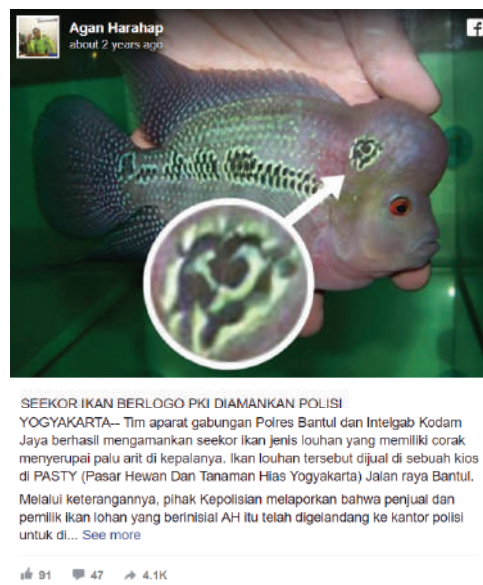 Agan Harahap
about 2 years ago
f
SEEKOR IKAN BERLOGO PKI DIAMANKAN POLISI
YOGYAKARTA-- Tim aparat gabungan Polres Bantul dan Intelgab Kodam
Jaya berhasil mengamankan seekor ikan jenis louhan yang memiliki corak
menyerupai palu arit di kepalanya. Ikan louhan tersebut dijual di sebuah kios
di PASTY (Pasar Hewan Dan Tanaman Hias Yogyakarta) Jalan raya Bantul.
Melalui keterangannya, pihak Kepolisian melaporkan bahwa penjual dan
pemilik ikan lohan yang berinisial AH itu telah digelandang ke kantor polisi
untuk di... See more
91 47 4.1K